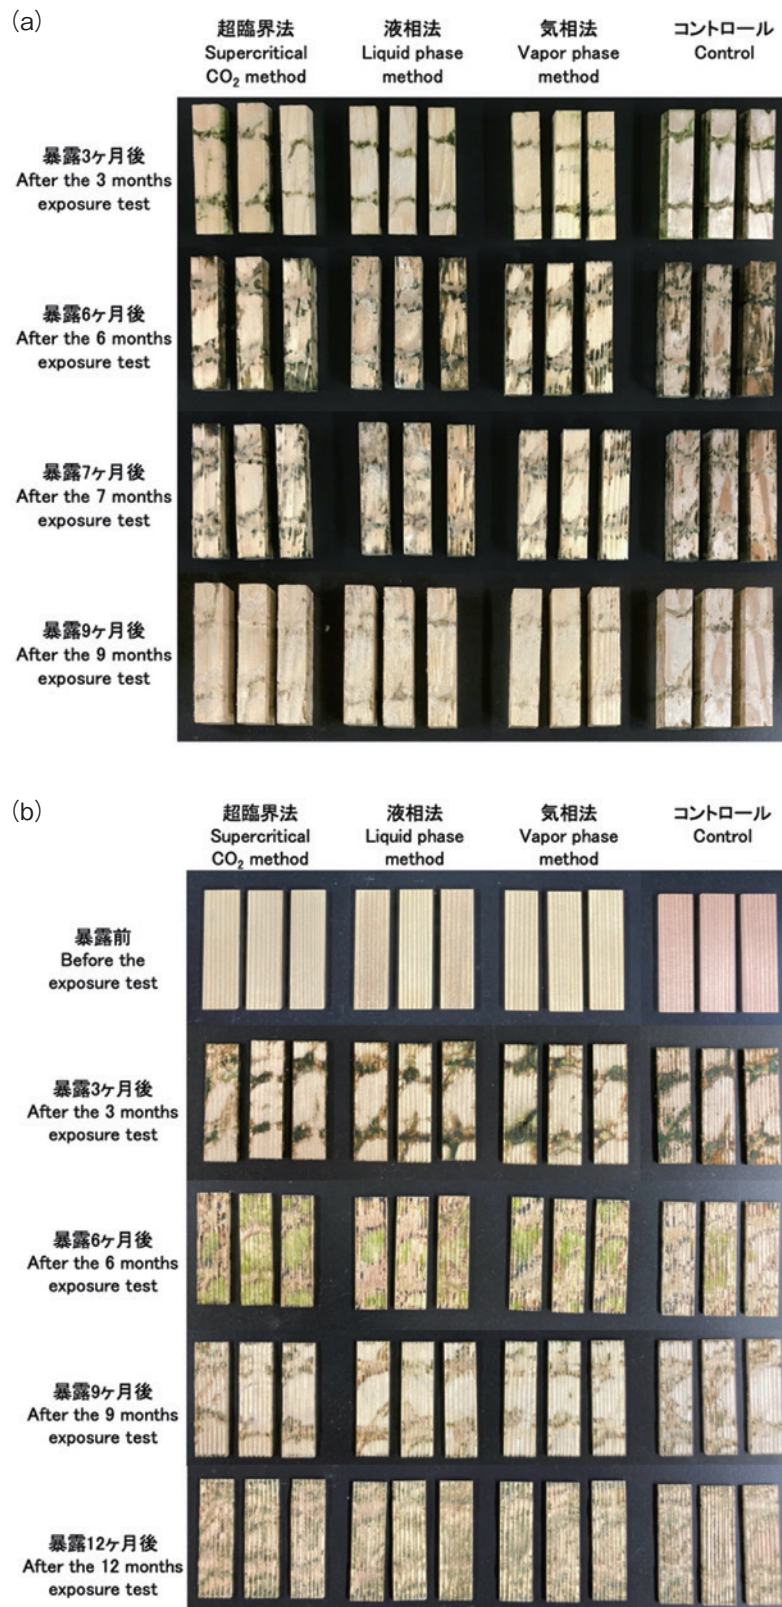 (a)
超臨界法
Supercritical
CO₂ method
液相法
Liquid phase
method
気相法
Vapor phase
method
コントロール
Control
暴露3ヶ月後
After the 3 months
exposure test
暴露6ヶ月後
After the 6 months
exposure test
暴露7ヶ月後
After the 7 months
exposure test
暴露9ヶ月後
After the 9 months
exposure test
(b)
超臨界法
Supercritical
CO₂ method
液相法
Liquid phase
method
気相法
Vapor phase
method
コントロール
Control
暴露前
Before the
exposure test
暴露3ヶ月後
After the 3 months
exposure test
暴露6ヶ月後
After the 6 months
exposure test
暴露9ヶ月後
After the 9 months
exposure test
暴露12ヶ月後
After the 12 months
exposure test